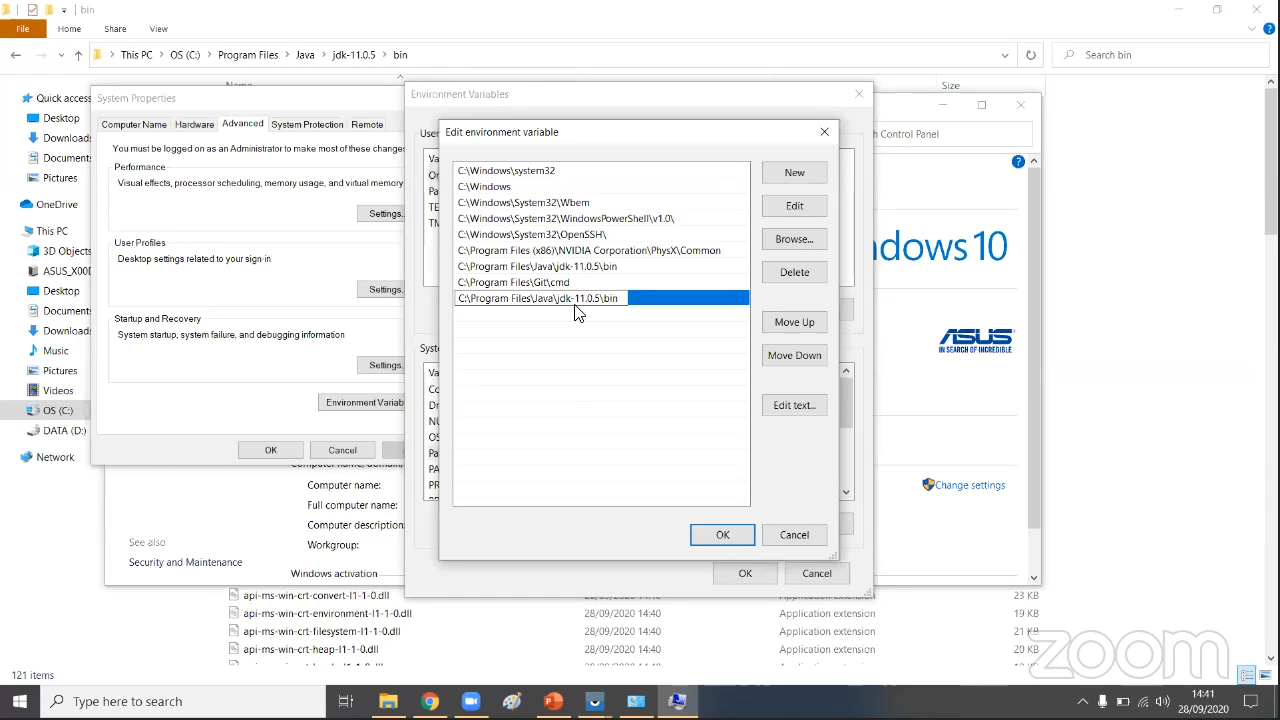 bin
File
Home
Share
View
This PC
OS (C:)
Program Files
Java
jdk-11.0.5
bin
Search bin
Name
Size
Quick access
Desktop
Downloads
Documents
Pictures
OneDrive
This PC
3D Objects
ASUS_X00D
Desktop
Documents
Downloads
Music
Pictures
Videos
OS (C:)
DATA (D:)
Network
System Properties
Computer Name
Hardware
Advanced
System Protection
Remote
You must be logged on as an Administrator to make most of these changes
Performance
Visual effects, processor scheduling, memory usage, and virtual memory
Settings.
User Profiles
Desktop settings related to your sign-in
Settings.
Startup and Recovery
System startup, system failure, and debugging information
Settings.
Environment Variab
OK
Cancel
Environment Variables
Edit environment variable
C:\Windows\system32
C:\Windows
C:\Windows\System32\Wbem
C:\Windows\System32\WindowsPowerShell\v1.0\
C:\Windows\System32\OpenSSH\
C:\Program Files (x86)\NVIDIA Corporation\PhysX\Common
C:\Program Files\Java\jdk-11.0.5\bin
C:\Program Files\Git\cmd
C:\Program Files\Java\jdk-11.0.5\bin
New
Edit
Browse...
Delete
Move Up
Move Down
Edit text...
OK
Cancel
OK
Cancel
Control Panel
ndows 10
ASUS
IN SEARCH OF INCREDIBLE
Change settings
Computer name:
Full computer name:
Computer description:
Workgroup:
Windows activation
See also
Security and Maintenance
api-ms-win-crt-convert-l1-1-0.dll
28/09/2020 14:40
Application extension
23 KB
api-ms-win-crt-environment-l1-1-0.dll
28/09/2020 14:40
Application extension
19 KB
api-ms-win-crt-filesystem-l1-1-0.dll
28/09/2020 14:40
Application extension
21 KB
api-ms-win-crt-heap-l1-1-0.dll
28/09/2020 14:40
Application extension
20 KB
121 items
zoom
Type here to search
14:41
28/09/2020